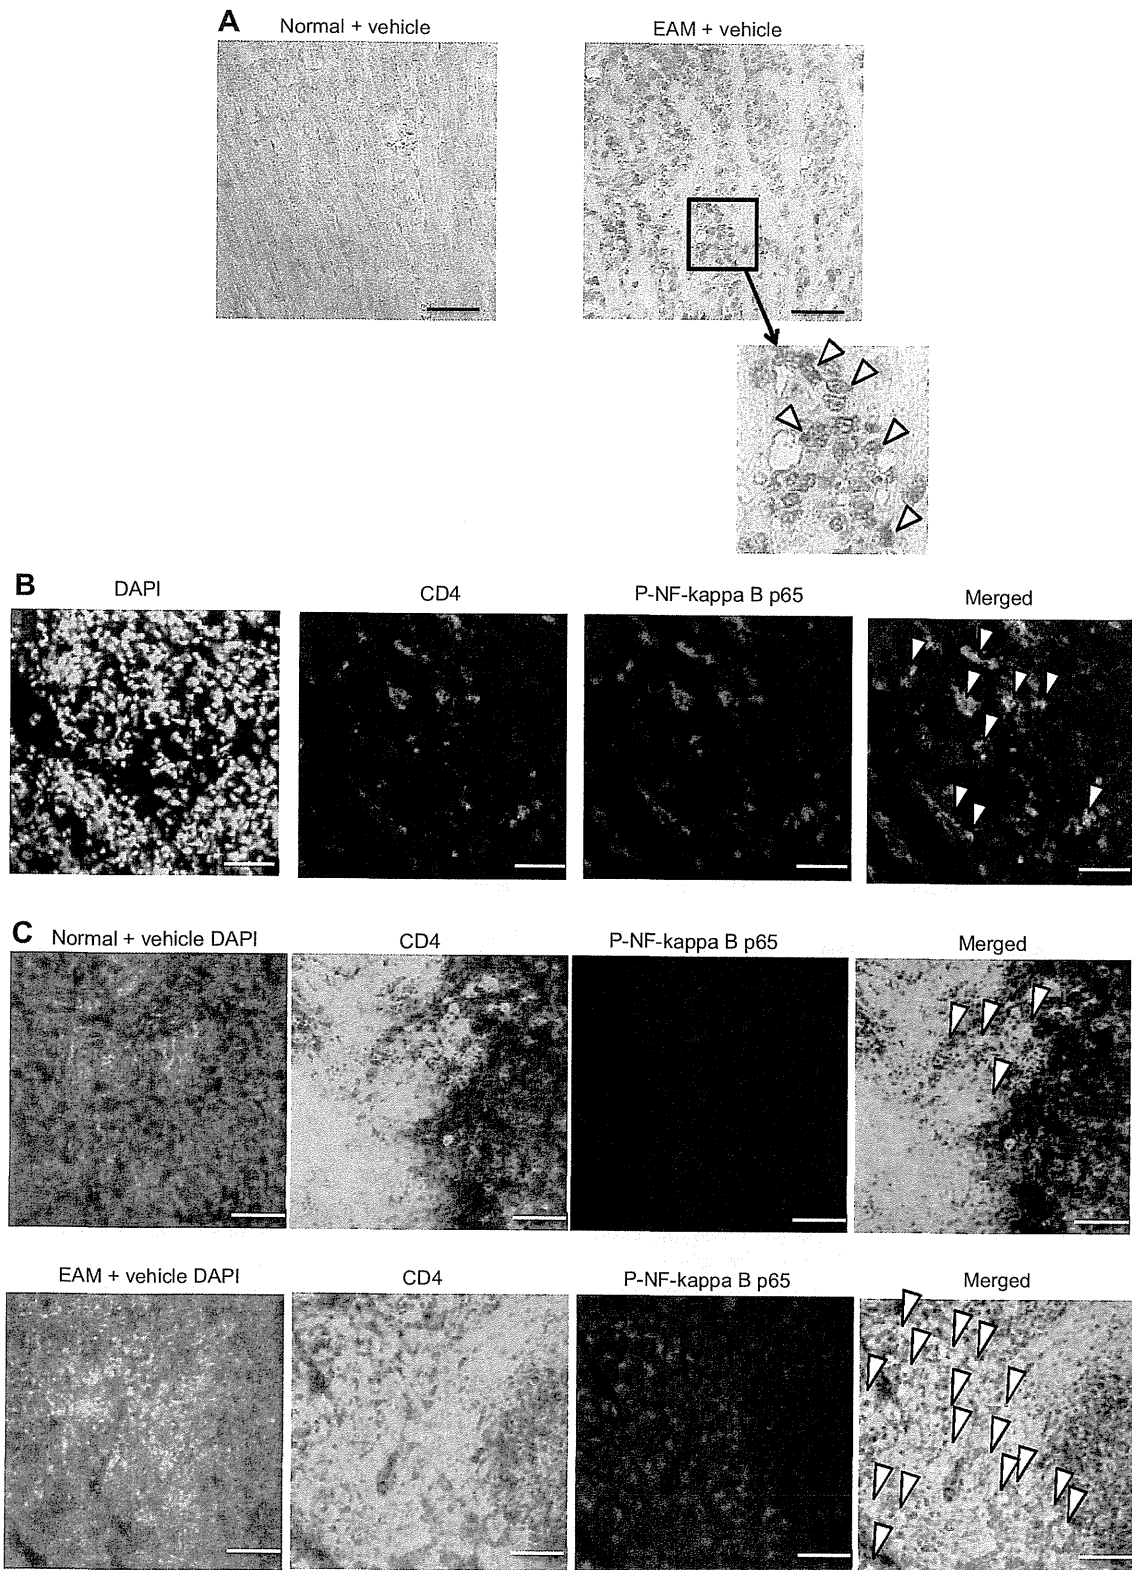 A
Normal + vehicle
EAM + vehicle
B
DAPI
CD4
P-NF-kappa B p65
Merged
C
Normal + vehicle DAPI
CD4
P-NF-kappa B p65
Merged
EAM + vehicle DAPI
CD4
P-NF-kappa B p65
Merged